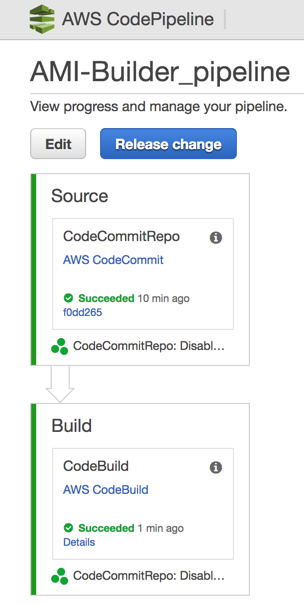 AWS CodePipeline
AMI-Builder_pipeline
View progress and manage your pipeline.
Edit
Release change
Source
CodeCommitRepo
AWS CodeCommit
Succeeded 10 min ago
f0dd265
CodeCommitRepo: Disabl...
Build
CodeBuild
AWS CodeBuild
Succeeded 1 min ago
Details
CodeCommitRepo: Disabl...